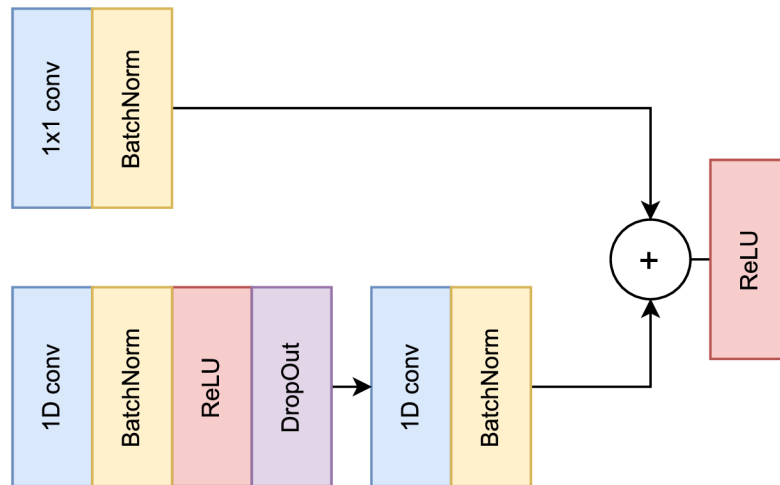 1x1 conv
BatchNorm
+
ReLU
1D conv
BatchNorm
ReLU
DropOut
1D conv
BatchNorm